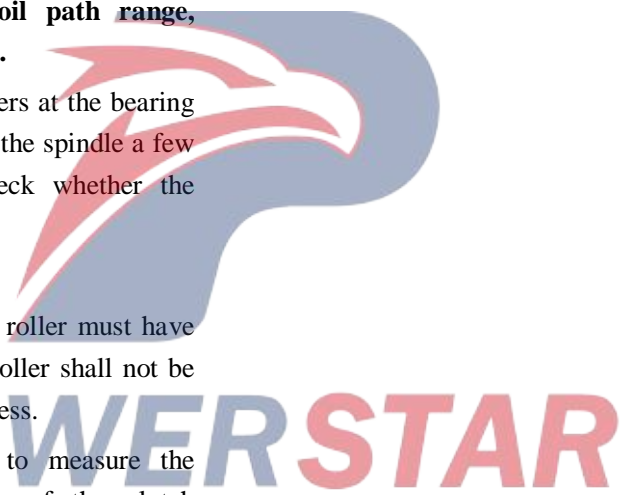 oil path range,
.
ers at the bearing
the spindle a few
eck whether the
roller must have
oller shall not be
ess.
to measure the
WERSTAR